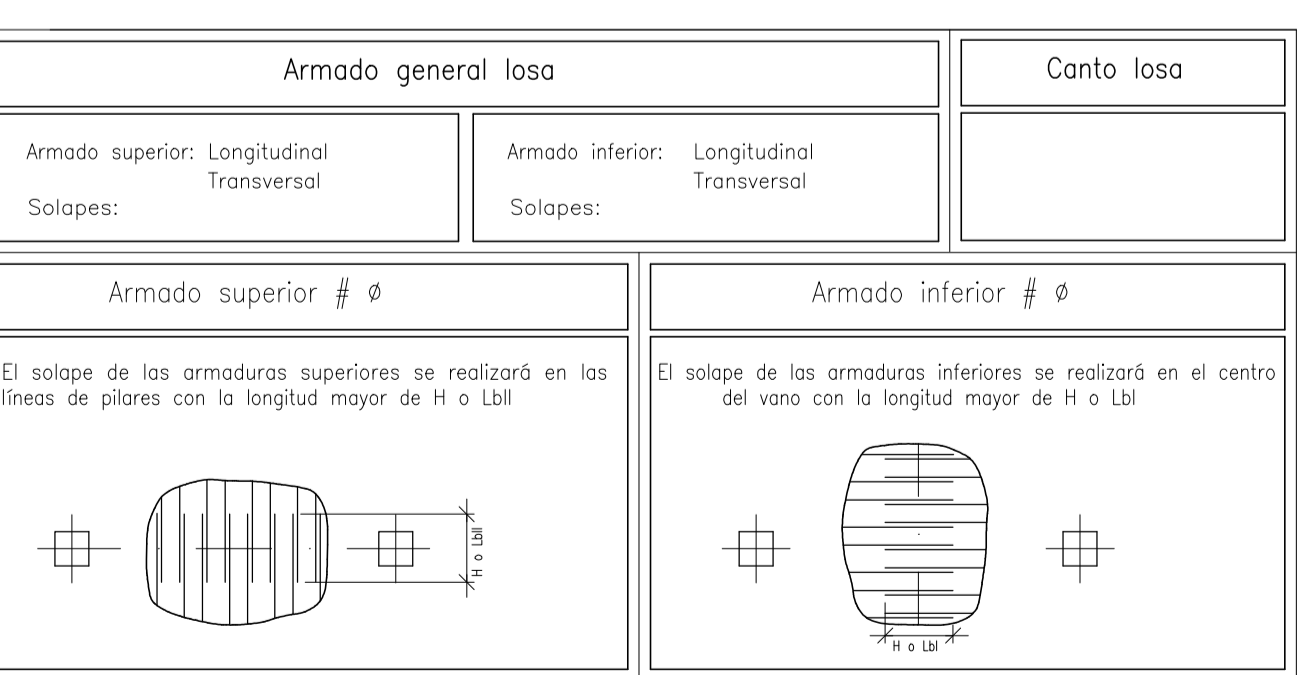 Armado general losa
Canto losa
Armado superior: Longitudinal
Transversal
Solapes:
Armado inferior: Longitudinal
Transversal
Solapes:
Armado superior # ø
Armado inferior # ø
El solape de las armaduras superiores se realizará en las
líneas de pilares con la longitud mayor de H o Lbll
El solape de las armaduras inferiores se realizará en el centro
del vano con la longitud mayor de H o Lbl
H o Lbll
H o Lbl